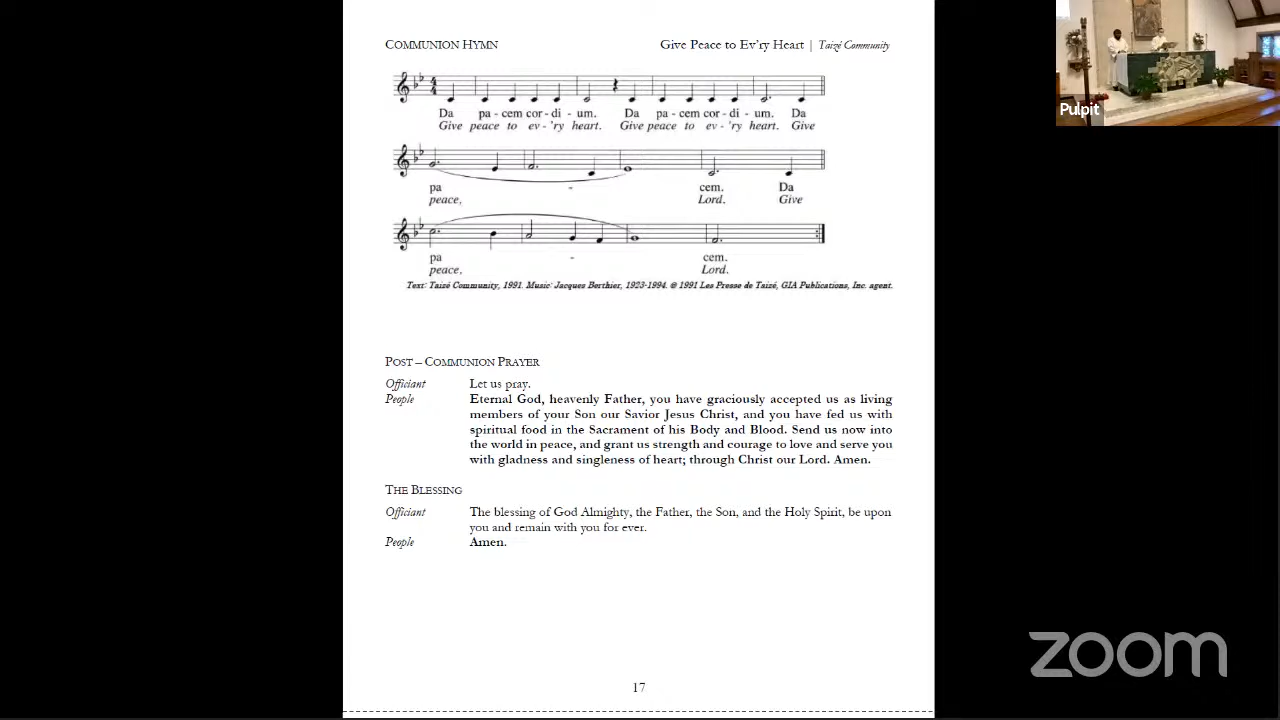 COMMUNION HYMN Give Peace to Ev'ry Heart | Taizé Community
Da pa - cem cor - di - um. Da pa - cem cor - di - um. Da
Give peace to ev - 'ry heart. Give peace to ev - 'ry heart. Give
pa - cem. Da
peace, Lord. Give
pa - cem.
peace, Lord.
Text: Taizé Community, 1991. Music: Jacques Berthier, 1923-1994. @ 1991 Les Presse de Taizé, GIA Publications, Inc. agent.
POST – COMMUNION PRAYER
Officiant Let us pray.
People Eternal God, heavenly Father, you have graciously accepted us as living
members of your Son our Savior Jesus Christ, and you have fed us with
spiritual food in the Sacrament of his Body and Blood. Send us now into
the world in peace, and grant us strength and courage to love and serve you
with gladness and singleness of heart; through Christ our Lord. Amen.
THE BLESSING
Officiant The blessing of God Almighty, the Father, the Son, and the Holy Spirit, be upon
you and remain with you for ever.
People Amen.
17
Pulpit
zoom